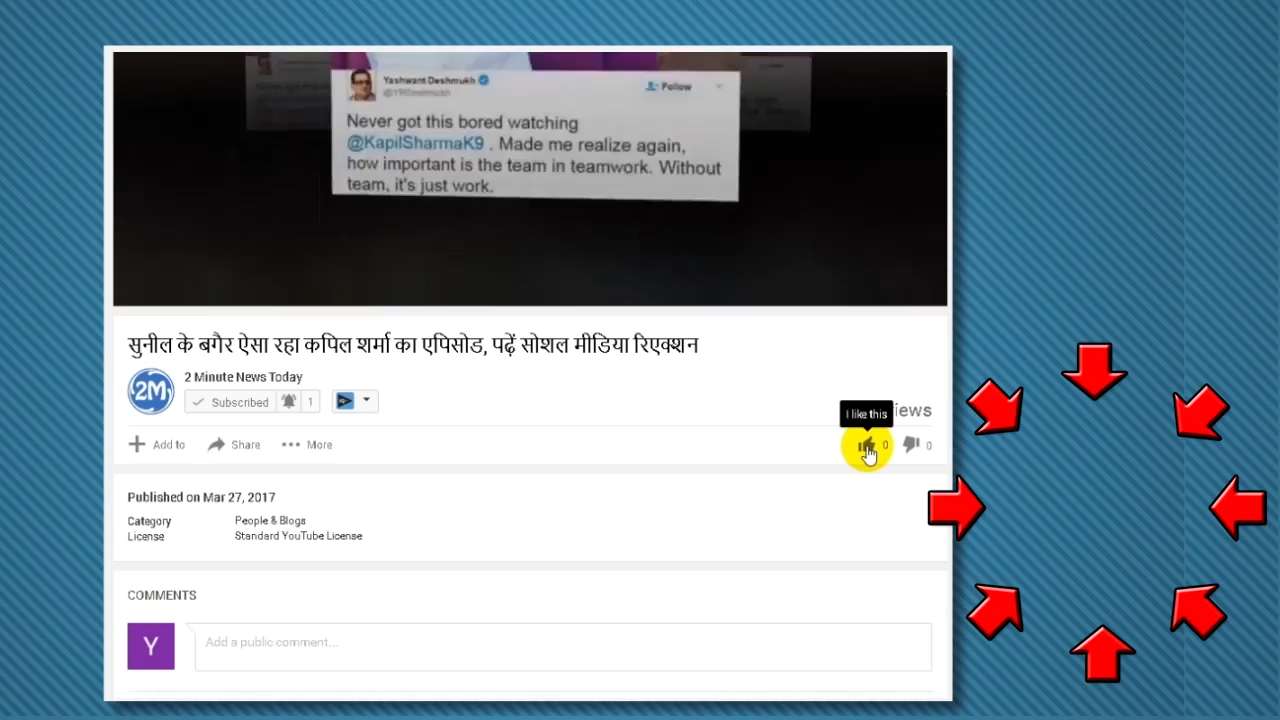 Yashwant Deshmukh
Follow
Never got this bored watching
@KapilSharmaK9 . Made me realize again,
how important is the team in teamwork. Without
team, it's just work.
सुनील के बगैर ऐसा रहा कपिल शर्मा का एपिसोड, पढ़ें सोशल मीडिया रिएक्शन
2M
2 Minute News Today
Subscribed 1
iews
I like this
Add to Share More 0 0
Published on Mar 27, 2017
Category People & Blogs
License Standard YouTube License
COMMENTS
Y
Add a public comment...